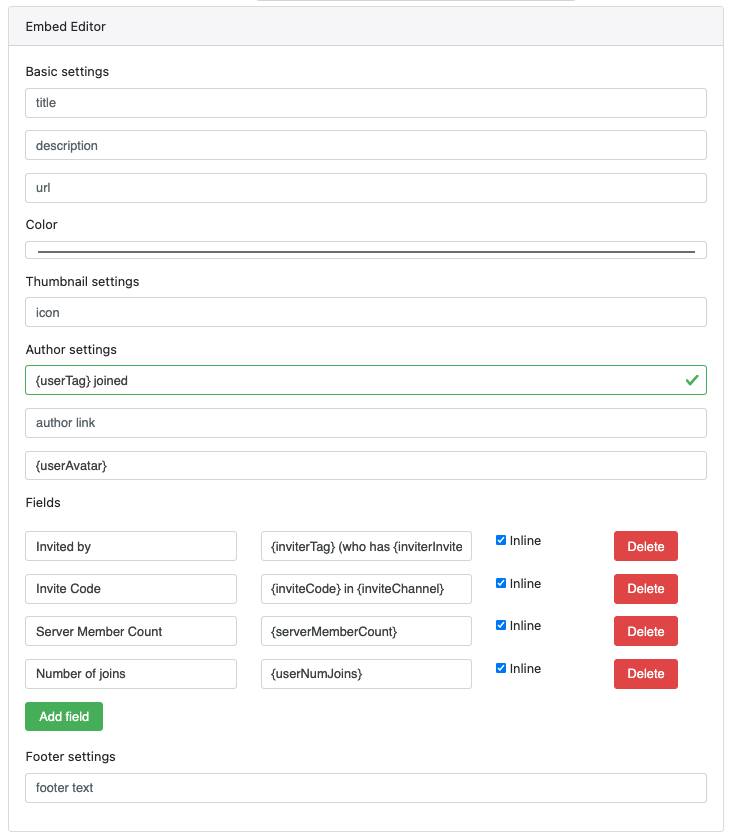 Embed Editor
Basic settings
title
description
url
Color
Thumbnail settings
icon
Author settings
{userTag} joined
author link
{userAvatar}
Fields
Invited by {inviterTag} (who has {inviterInvite Inline Delete
Invite Code {inviteCode} in {inviteChannel} Inline Delete
Server Member Count {serverMemberCount} Inline Delete
Number of joins {userNumJoins} Inline Delete
Add field
Footer settings
footer text